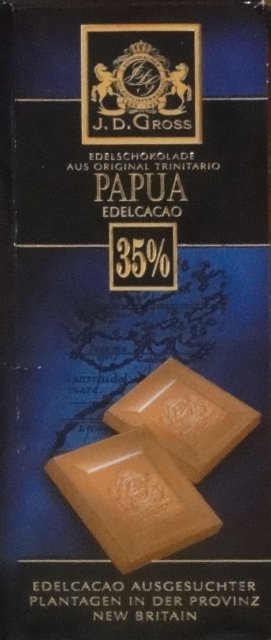 J. D. GROSS
EDELSCHOKOLADE
AUS ORIGINAL TRINITARIO
PAPUA
EDELCACAO
35%
EDELCACAO AUSGESUCHTER
PLANTAGEN IN DER PROVINZ
NEW BRITAIN